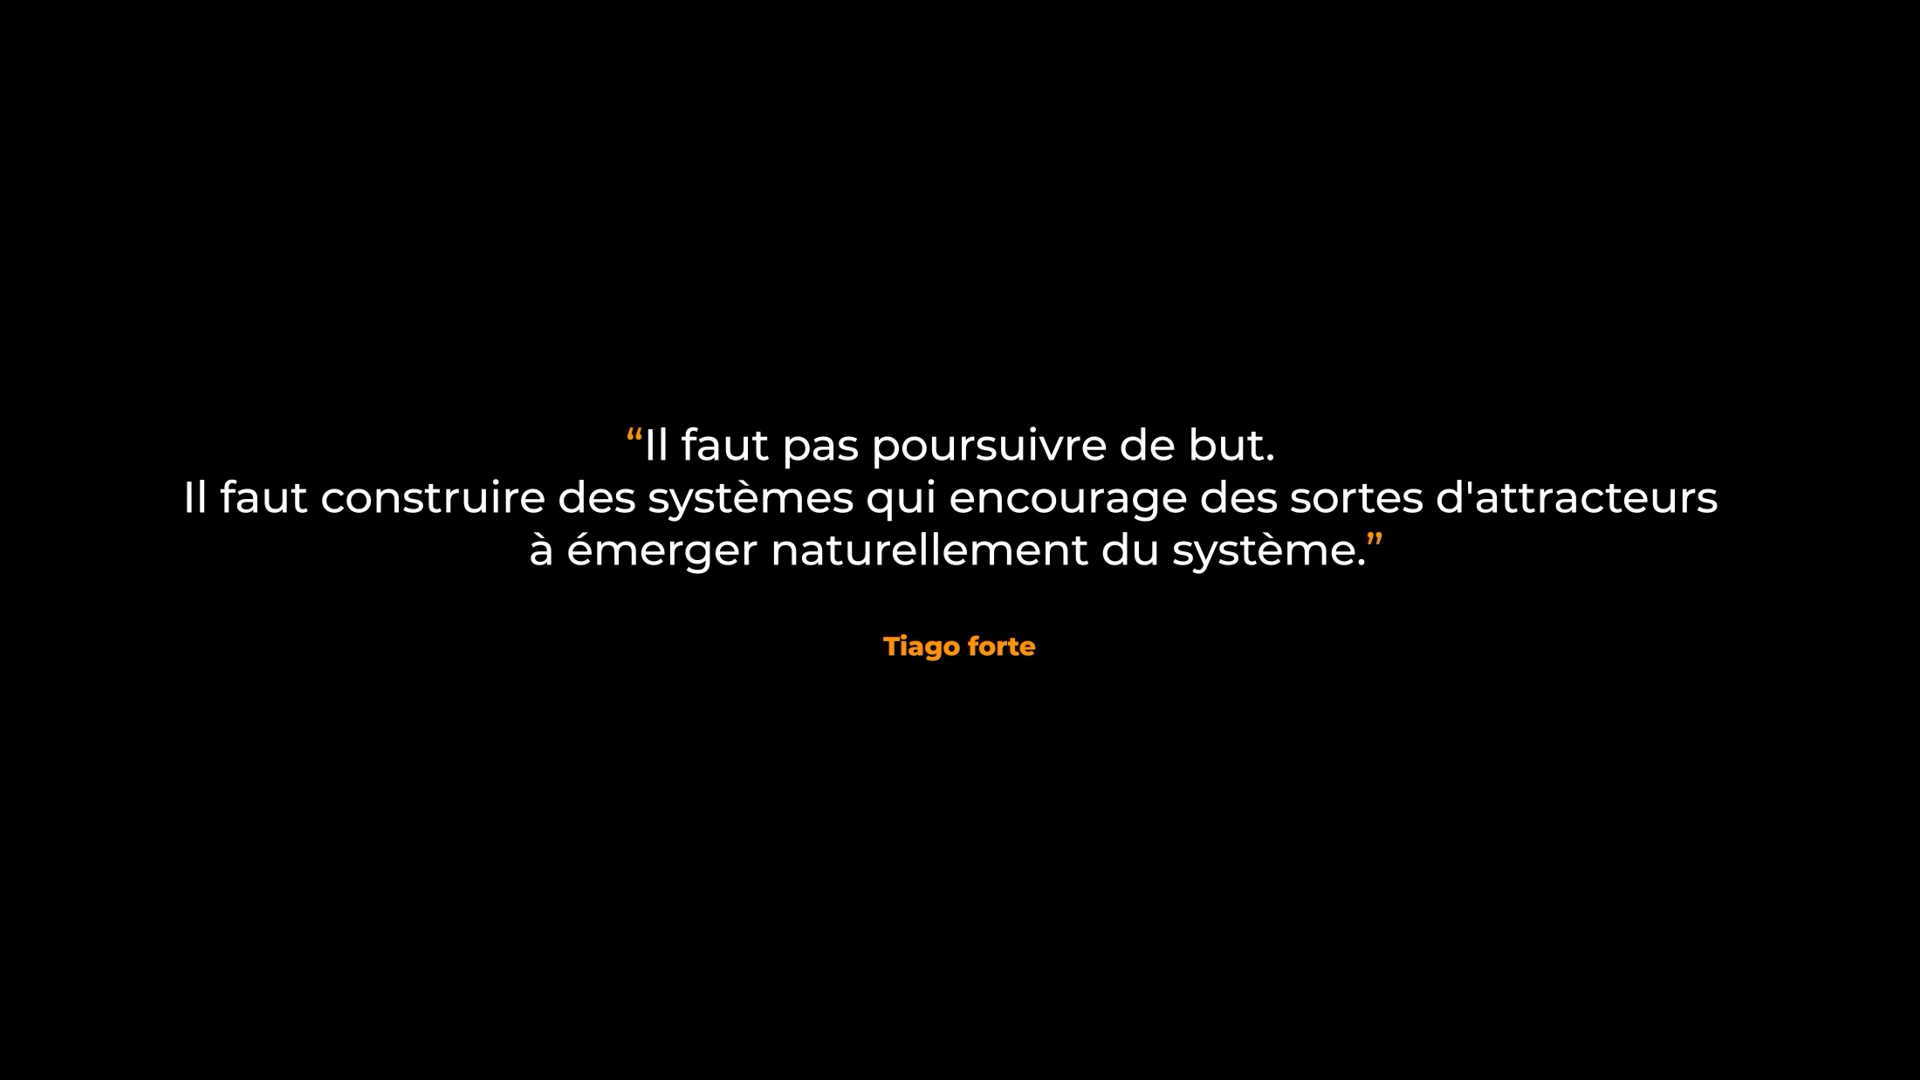 “Il faut pas poursuivre de but.
Il faut construire des systèmes qui encourage des sortes d'attracteurs
à émerger naturellement du système.”
Tiago forte